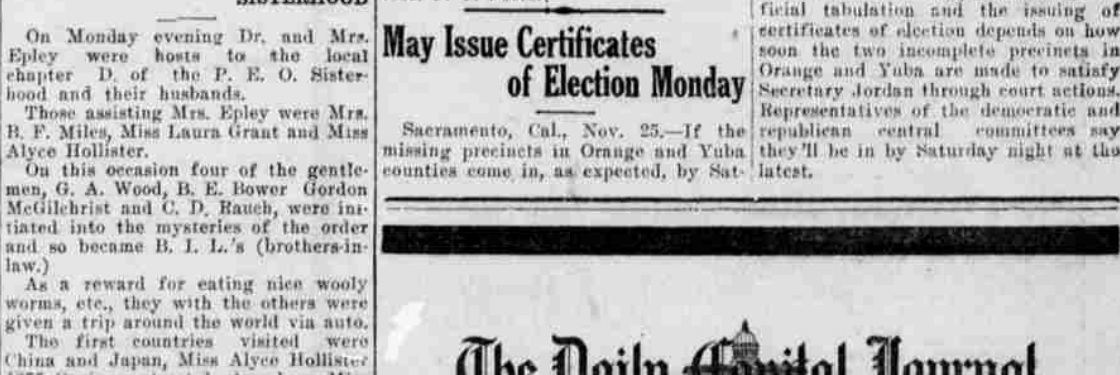 SISTERHOOD
On Monday evening Dr. and Mrs.
Epley were hosts to the local
chapter D. of the P. E. O. Sister-
hood and their husbands.
Those assisting Mrs. Epley were Mrs.
B. F. Miles, Miss Laura Grant and Miss
Alyce Hollister.
On this occasion four of the gentle-
men, G. A. Wood, B. E. Bower Gordon
McGilchrist and C. D. Rauch, were ini-
tiated into the mysteries of the order
and so became B. I. L.'s (brothers-in-
law.)
As a reward for eating nice wooly
worms, etc., they with the others were
given a trip around the world via auto.
The first countries visited were
China and Japan, Miss Alyce Hollister
May Issue Certificates
of Election Monday
Sacramento, Cal., Nov. 25.—If the
missing precincts in Orange and Yuba
counties come in, as expected, by Sat-
ficial tabulation and the issuing of
certificates of election depends on how
soon the two incomplete precincts in
Orange and Yuba are made to satisfy
Secretary Jordan through court actions.
Representatives of the democratic and
republican central committees say
they'll be in by Saturday night at the
latest.
The Daily Capital Journal